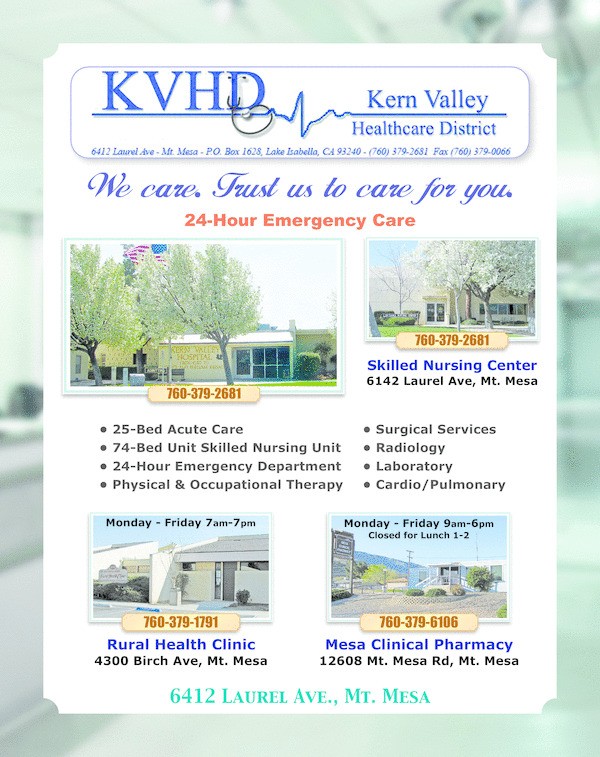 KVHD
Kern Valley
Healthcare District
6412 Laurel Ave - Mt. Mesa - P.O. Box 1628, Lake Isabella, CA 93240 - (760) 379-2681 Fax (760) 379-0066
We care. Trust us to care for you.
24-Hour Emergency Care
KERN VALLEY
HOSPITAL
760-379-2681
760-379-2681
Skilled Nursing Center
6142 Laurel Ave, Mt. Mesa
• 25-Bed Acute Care
• 74-Bed Unit Skilled Nursing Unit
• 24-Hour Emergency Department
• Physical & Occupational Therapy
• Surgical Services
• Radiology
• Laboratory
• Cardio/Pulmonary
Monday - Friday 7am-7pm
760-379-1791
Rural Health Clinic
4300 Birch Ave, Mt. Mesa
Monday - Friday 9am-6pm
Closed for Lunch 1-2
760-379-6106
Mesa Clinical Pharmacy
12608 Mt. Mesa Rd, Mt. Mesa
6412 Laurel Ave., Mt. Mesa